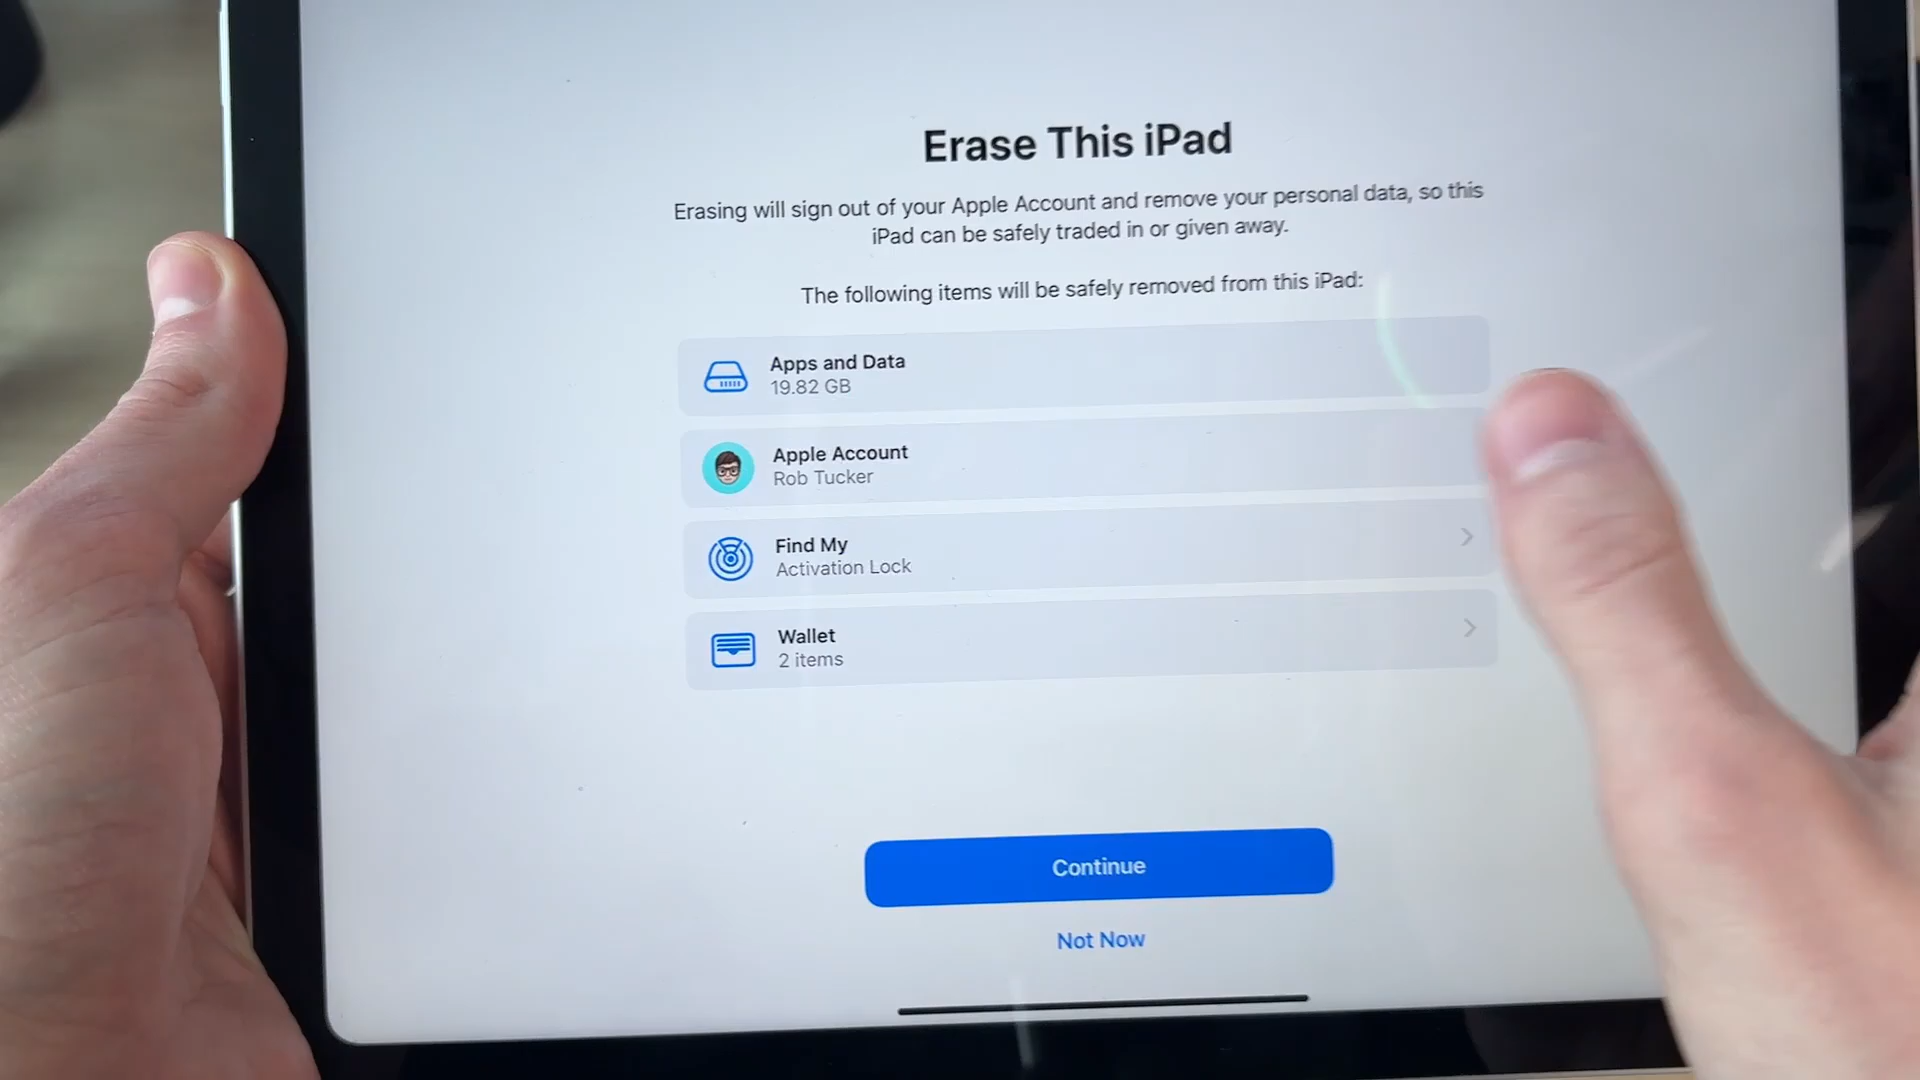 Erase This iPad
Erasing will sign out of your Apple Account and remove your personal data, so this
iPad can be safely traded in or given away.
The following items will be safely removed from this iPad:
Apps and Data
19.82 GB
Apple Account
Rob Tucker
Find My
Activation Lock
Wallet
2 items
Continue
Not Now